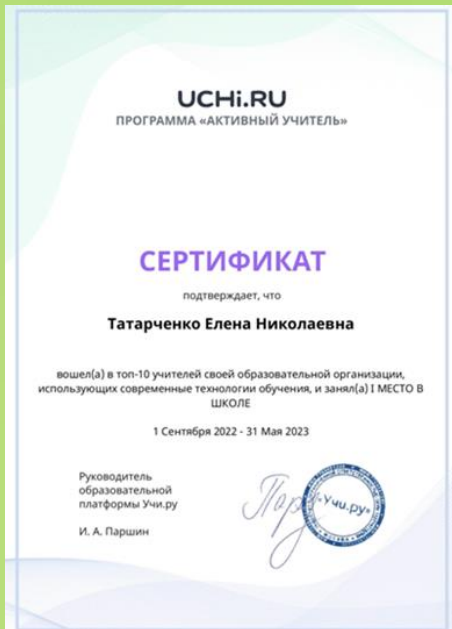 UCHi.RU
ПРОГРАММА «АКТИВНЫЙ УЧИТЕЛЬ»
СЕРТИФИКАТ
подтверждает, что
Татарченко Елена Николаевна
вошел(а) в топ-10 учителей своей образовательной организации,
использующих современные технологии обучения, и занял(а) I МЕСТО В
ШКОЛЕ
1 Сентября 2022 - 31 Мая 2023
Руководитель
образовательной
платформы Учи.ру
И. А. Паршин
«Учи.ру»